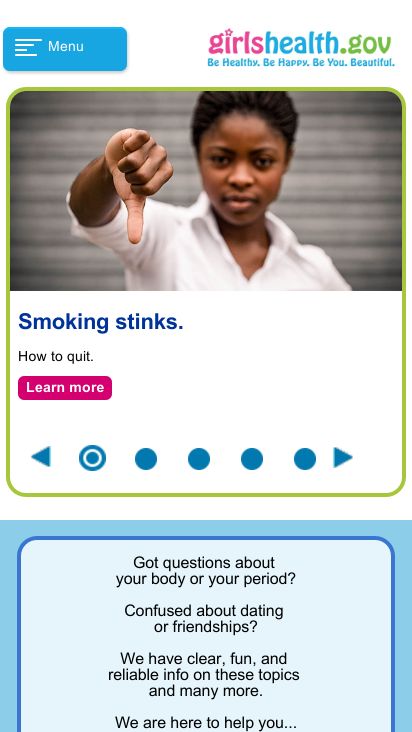 Menu
girlshealth.gov
Be Healthy. Be Happy. Be You. Beautiful.
Smoking stinks.
How to quit.
Learn more
Got questions about
your body or your period?
Confused about dating
or friendships?
We have clear, fun, and
reliable info on these topics
and many more.
We are here to help you...